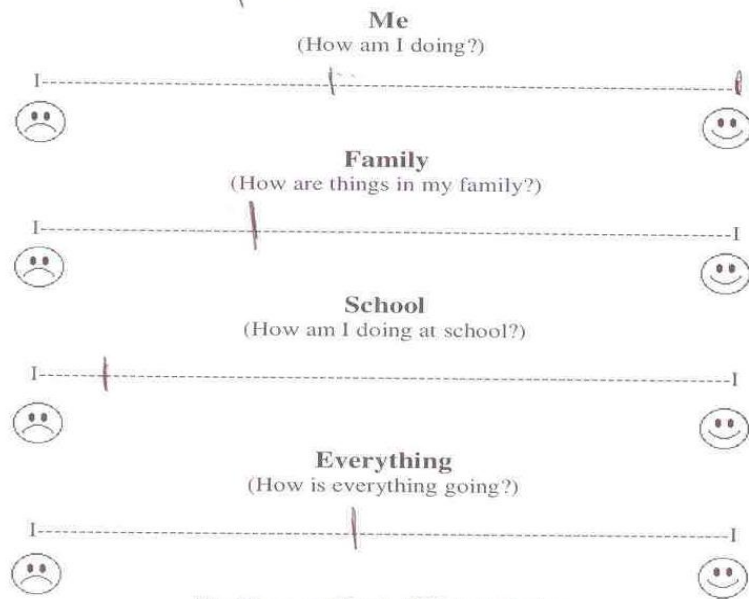 Me
(How am I doing?)
I------------------------------------------------------------
Family
(How are things in my family?)
I------------------------------------------------------------I
School
(How am I doing at school?)
I------------------------------------------------------------I
Everything
(How is everything going?)
I------------------------------------------------------------I